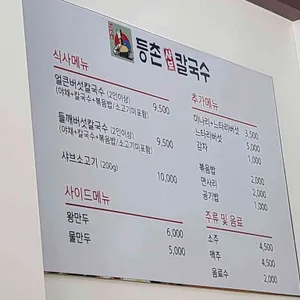 등촌샤브칼국수
식사메뉴
얼큰버섯칼국수 (2인이상) 9,500
(야채+칼국수+볶음밥/소고기미포함)
들깨버섯칼국수 (2인이상) 9,500
(야채+칼국수+볶음밥/소고기미포함)
샤브소고기 (200g) 10,000
사이드메뉴
왕만두 6,000
물만두 5,000
추가메뉴
미나리+느타리버섯 3,500
느타리버섯 5,000
감자 1,000
볶음밥 2,000
면사리 2,000
공기밥 1,000
주류 및 음료
소주 4,500
맥주 4,500
음료수 2,000